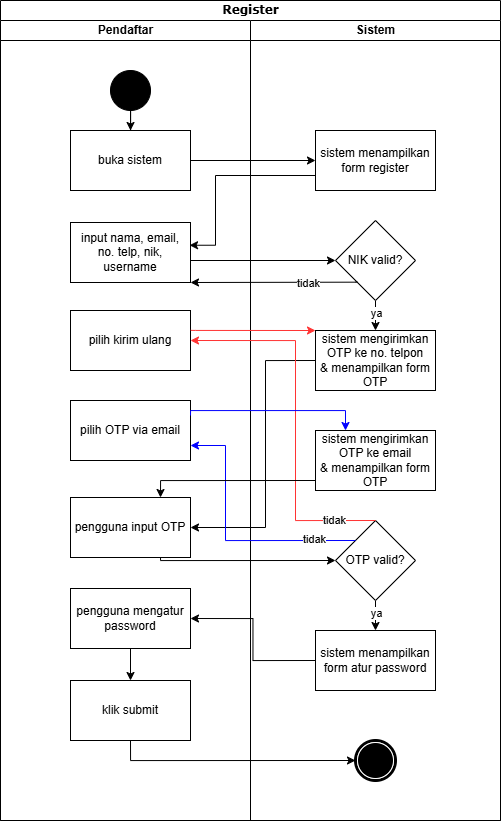 Register
Pendaftar
Sistem
buka sistem
sistem menampilkan
form register
input nama, email,
no. telp, nik,
username
NIK valid?
tidak
ya
pilih kirim ulang
sistem mengirimkan
OTP ke no. telpon
& menampilkan form
OTP
pilih OTP via email
sistem mengirimkan
OTP ke email
& menampilkan form
OTP
pengguna input OTP
tidak
tidak
OTP valid?
ya
pengguna mengatur
password
sistem menampilkan
form atur password
klik submit